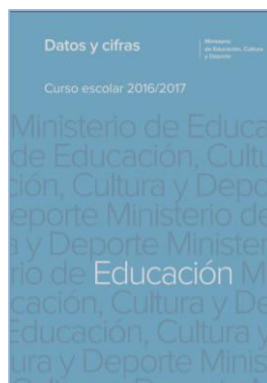 Datos y cifras
Ministerio
de Educación, Cultura
y Deporte
Curso escolar 2016/2017
Ministerio de Educa
de Educación, Cultu
ción, Cultura y Depo
eporte Ministerio de
a y Deporte Minister
rio de Educación M
cación, Cultura y De
Educación, Cultura y
ura y Deporte Minis